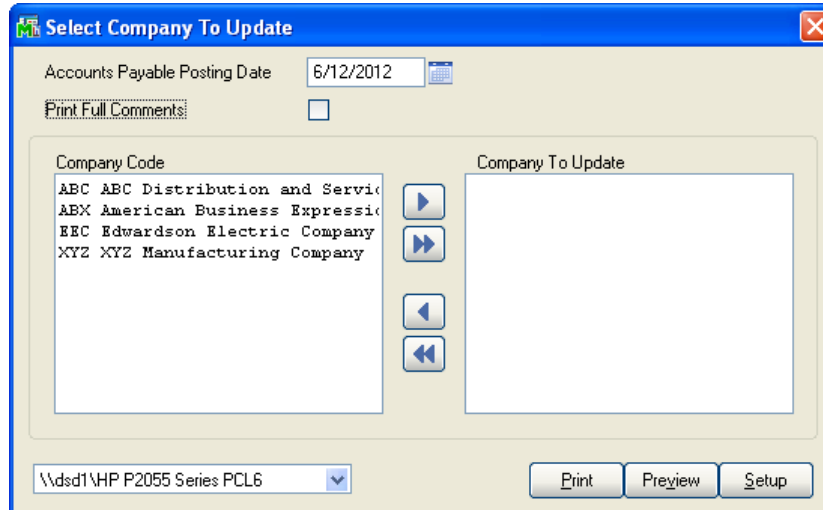 Select Company To Update
Accounts Payable Posting Date 6/12/2012
Print Full Comments
Company Code
Company To Update
ABC ABC Distribution and Servic
ABX American Business Expressio
EEC Edwardson Electric Company
XYZ XYZ Manufacturing Company
\\dsd1\HP P2055 Series PCL6
Print
Preview
Setup